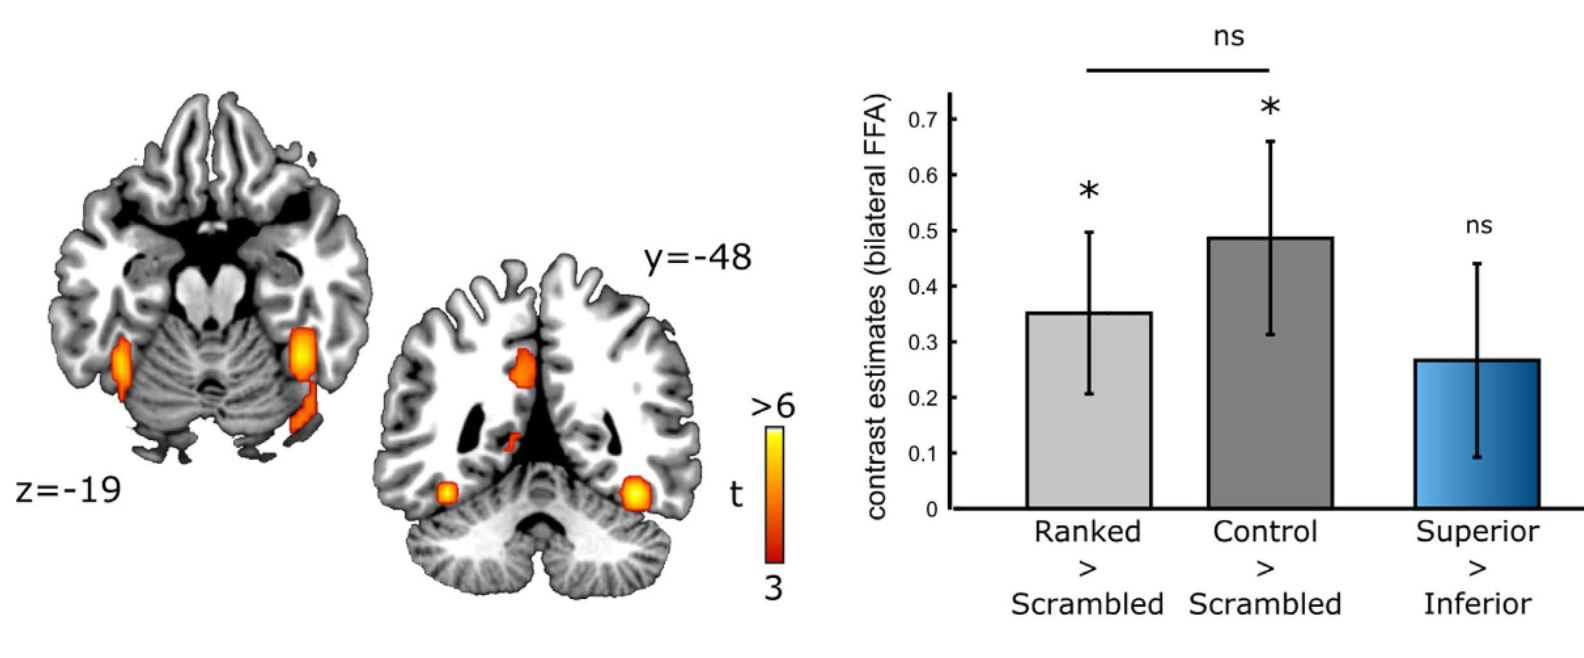 z=-19
y=-48
>6
t
3
contrast estimates (bilateral FFA)
0.7
0.6
0.5
0.4
0.3
0.2
0.1
0
ns
*
*
ns
Ranked
>
Scrambled
Control
>
Scrambled
Superior
>
Inferior